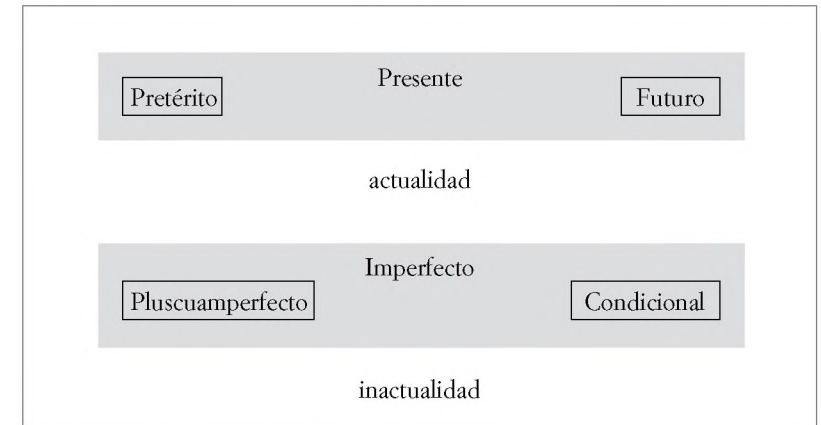 Presente
Pretérito Futuro
actualidad
Imperfecto
Pluscuamperfecto Condicional
inactualidad